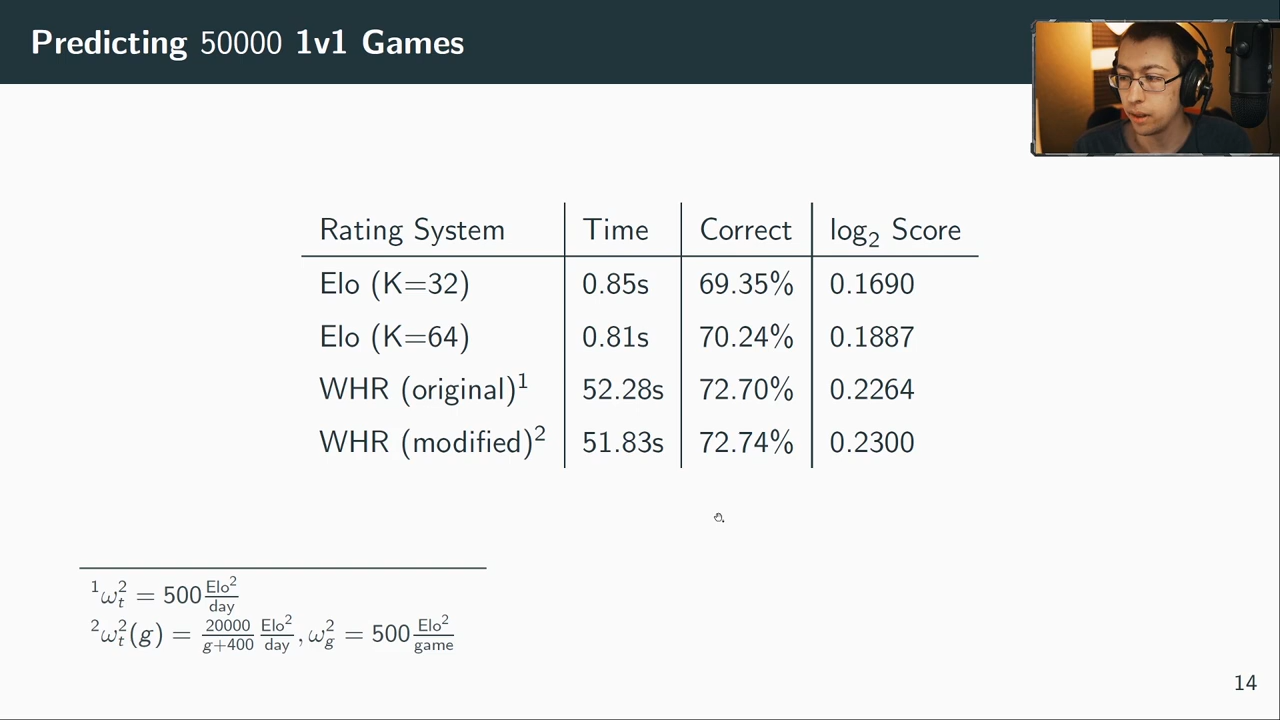 Predicting 50000 1v1 Games
Rating System Time Correct log₂ Score
Elo (K=32) 0.85s 69.35% 0.1690
Elo (K=64) 0.81s 70.24% 0.1887
WHR (original)¹ 52.28s 72.70% 0.2264
WHR (modified)² 51.83s 72.74% 0.2300
¹ω²ₜ = 500 Elo²/day
²ω²ₜ(g) = 20000/g+400 Elo²/day, ω²g = 500 Elo²/game
14